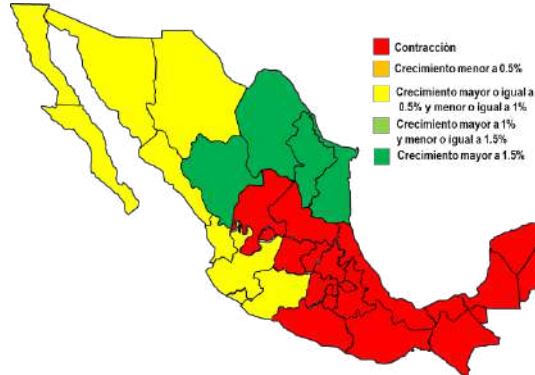 Contracción
Crecimiento menor a 0.5%
Crecimiento mayor o igual a
0.5% y menor o igual a 1%
Crecimiento mayor a 1%
y menor o igual a 1.5%
Crecimiento mayor a 1.5%